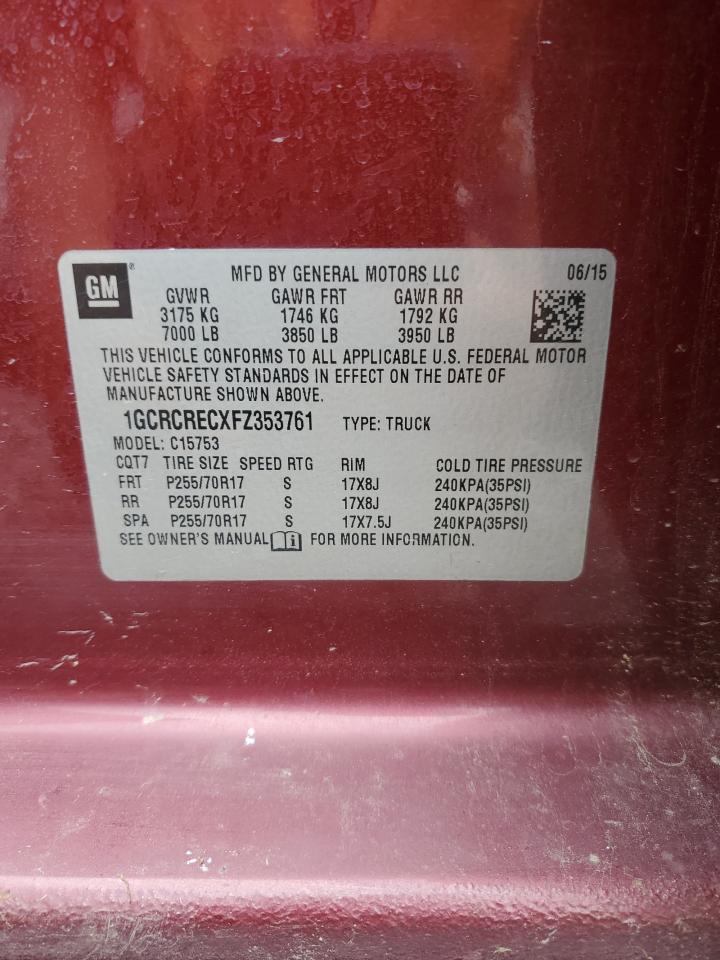 GM ®
MFD BY GENERAL MOTORS LLC 06/15
GVWR GAWR FRT GAWR RR
3175 KG 1746 KG 1792 KG
7000 LB 3850 LB 3950 LB
THIS VEHICLE CONFORMS TO ALL APPLICABLE U.S. FEDERAL MOTOR
VEHICLE SAFETY STANDARDS IN EFFECT ON THE DATE OF
MANUFACTURE SHOWN ABOVE.
1GCRCRECXFZ353761 TYPE: TRUCK
MODEL: C15753
CQT7 TIRE SIZE SPEED RTG RIM COLD TIRE PRESSURE
FRT P255/70R17 S 17X8J 240KPA(35PSI)
RR P255/70R17 S 17X8J 240KPA(35PSI)
SPA P255/70R17 S 17X7.5J 240KPA(35PSI)
SEE OWNER'S MANUAL i FOR MORE INFORMATION.